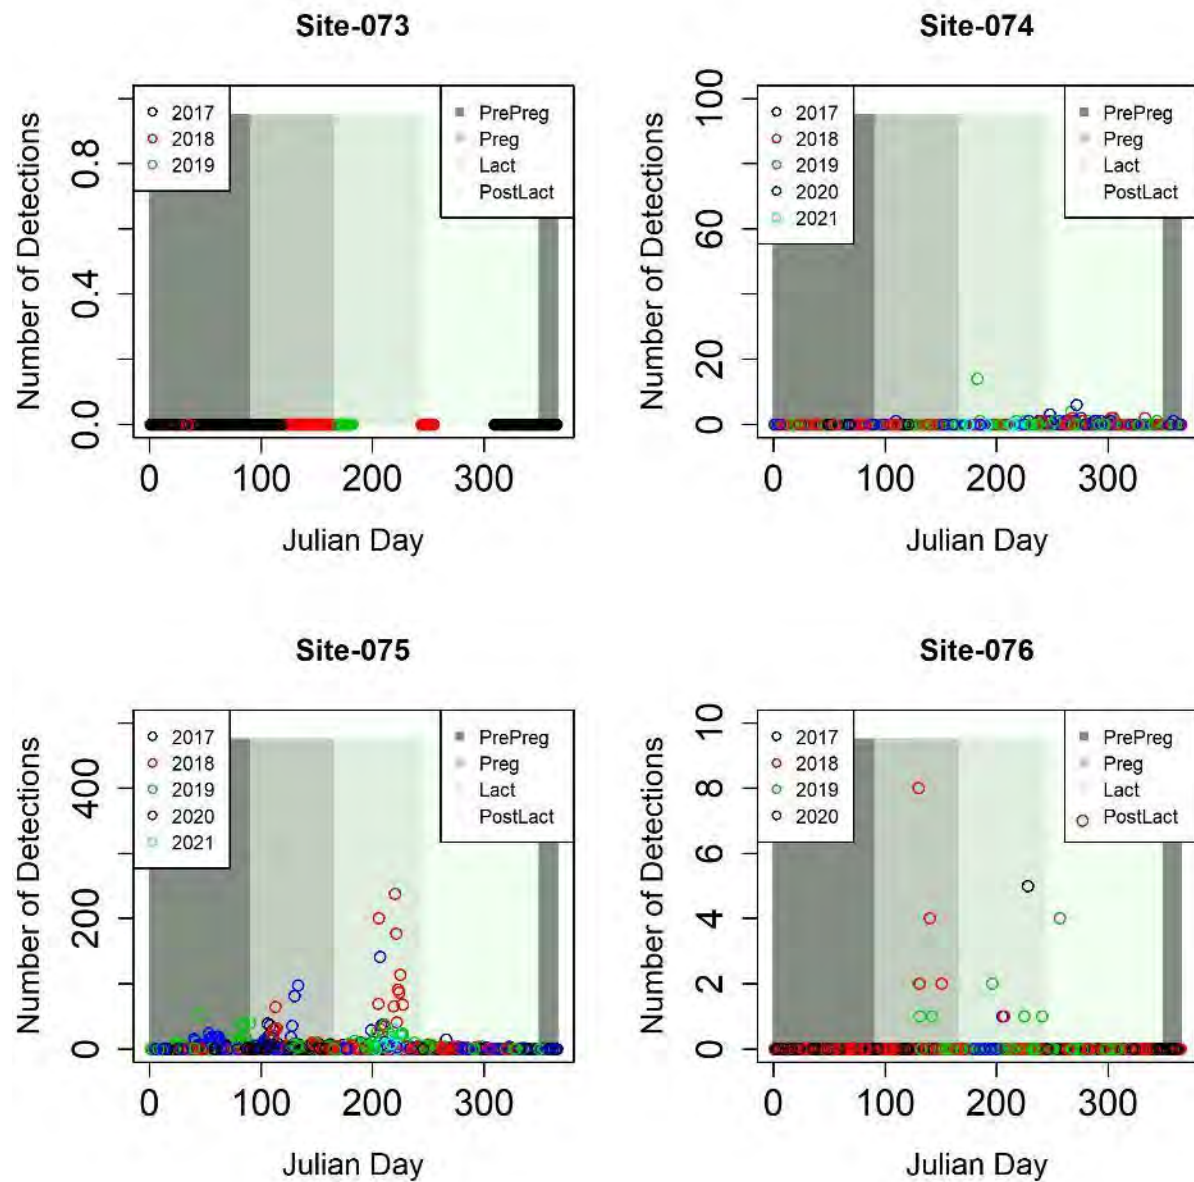 Site-073
Number of Detections
0.0 0.4 0.8
2017
2018
2019
PrePreg
Preg
Lact
PostLact
0 100 200 300
Julian Day
Site-074
Number of Detections
0 20 60 100
2017
2018
2019
2020
2021
PrePreg
Preg
Lact
PostLact
0 100 200 300
Julian Day
Site-075
Number of Detections
0 200 400
2017
2018
2019
2020
2021
PrePreg
Preg
Lact
PostLact
0 100 200 300
Julian Day
Site-076
Number of Detections
0 2 4 6 8 10
2017
2018
2019
2020
PrePreg
Preg
Lact
PostLact
0 100 200 300
Julian Day